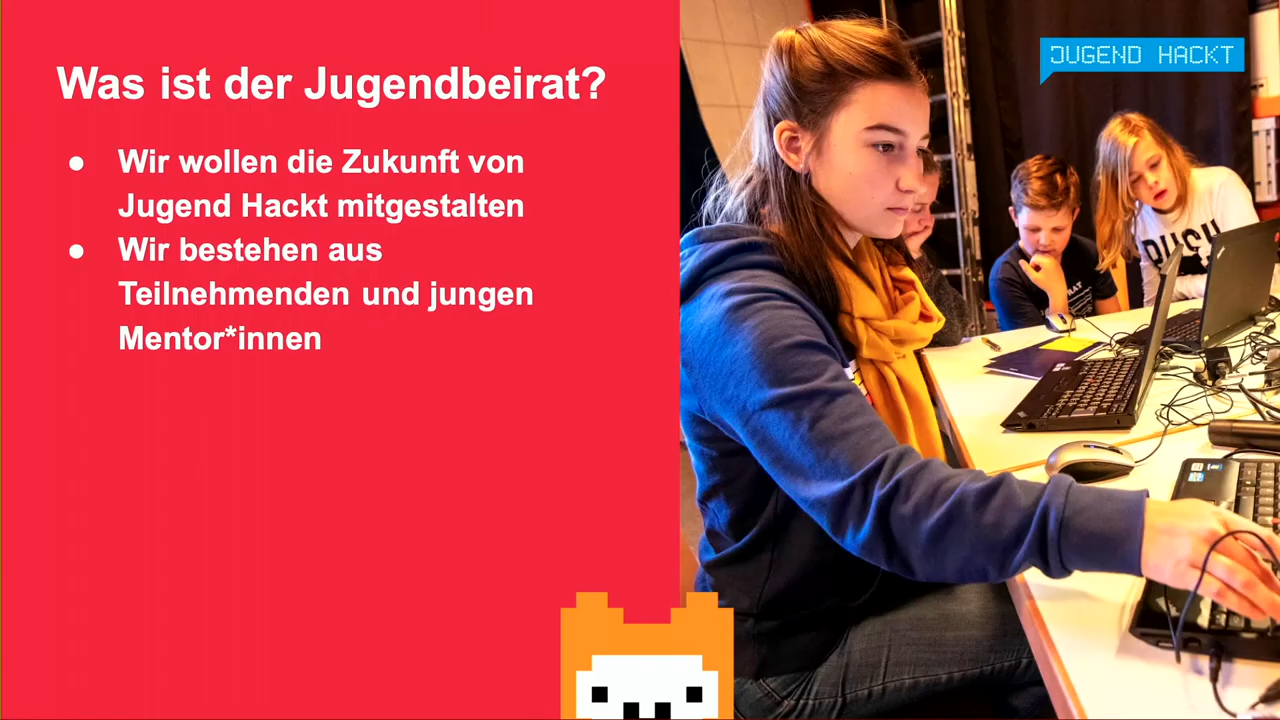 Was ist der Jugendbeirat?
JUGEND HACKT
● Wir wollen die Zukunft von
Jugend Hackt mitgestalten
● Wir bestehen aus
Teilnehmenden und jungen
Mentor*innen